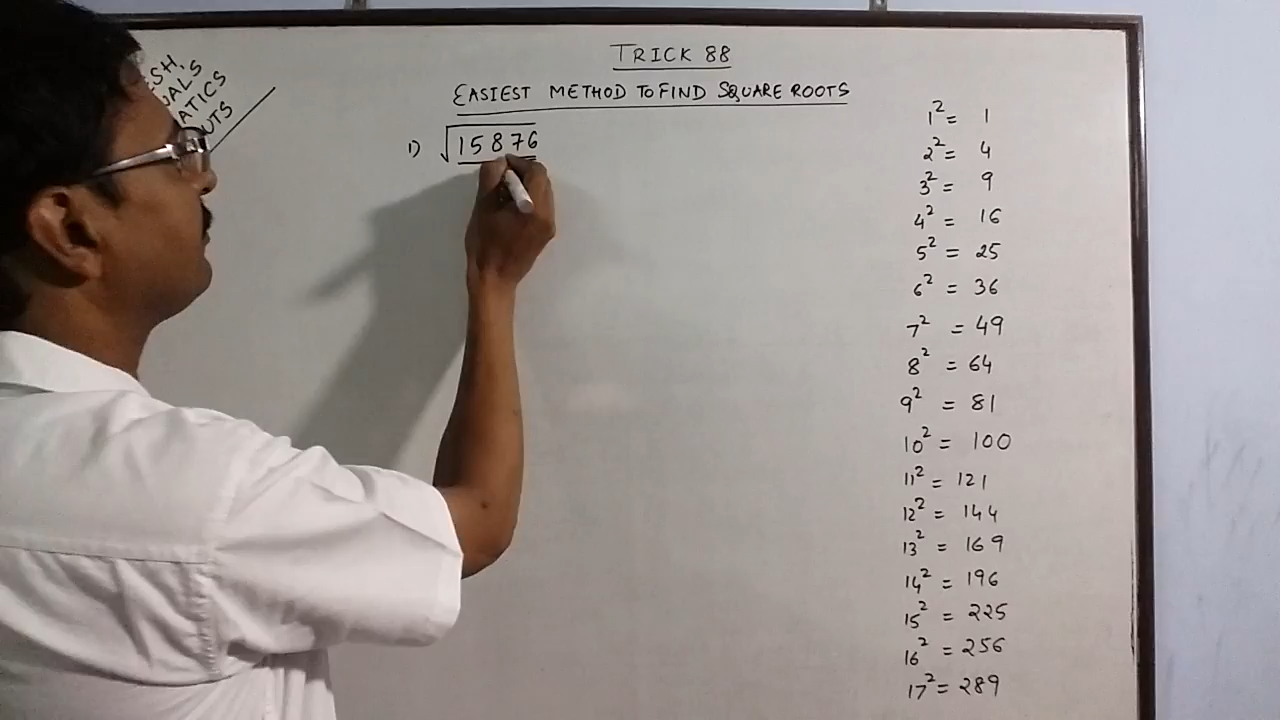 TRICK 88
EASIEST METHOD TO FIND SQUARE ROOTS
1) √15876
1² = 1
2² = 4
3² = 9
4² = 16
5² = 25
6² = 36
7² = 49
8² = 64
9² = 81
10² = 100
11² = 121
12² = 144
13² = 169
14² = 196
15² = 225
16² = 256
17² = 289